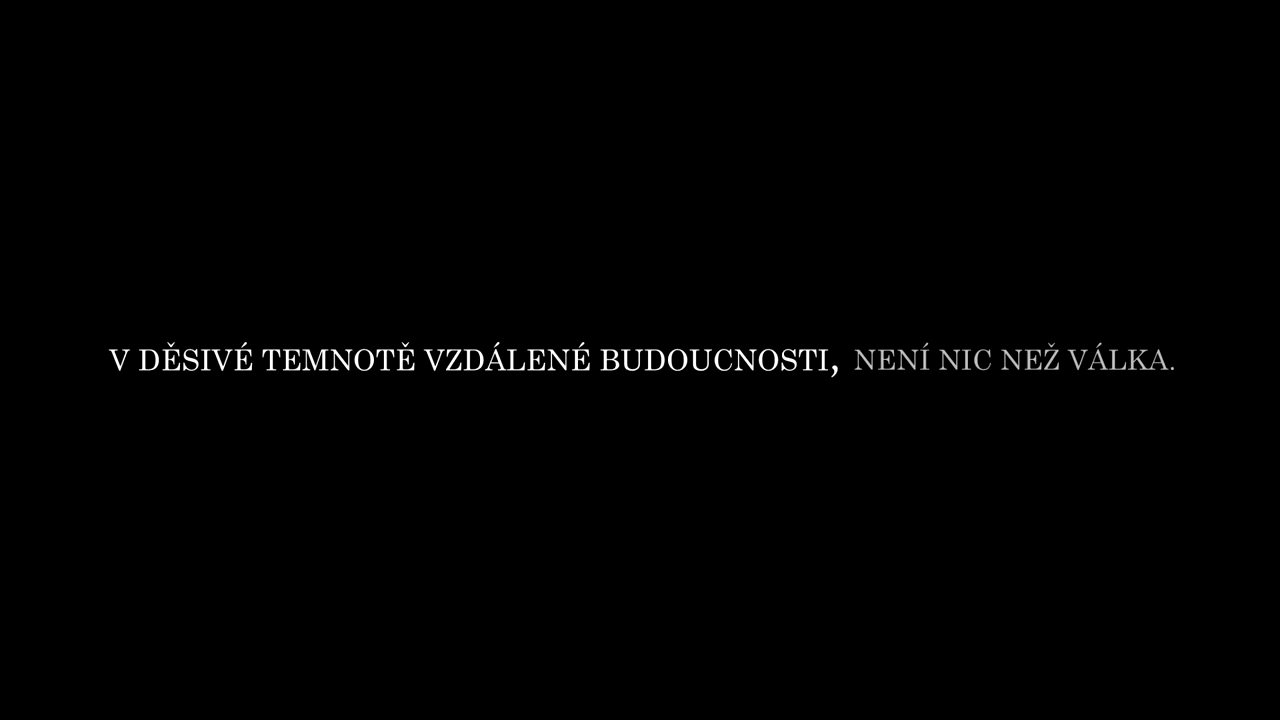 V DĚSIVÉ TEMNOTĚ VZDÁLENÉ BUDOUCNOSTI, NENÍ NIC NEŽ VÁLKA.